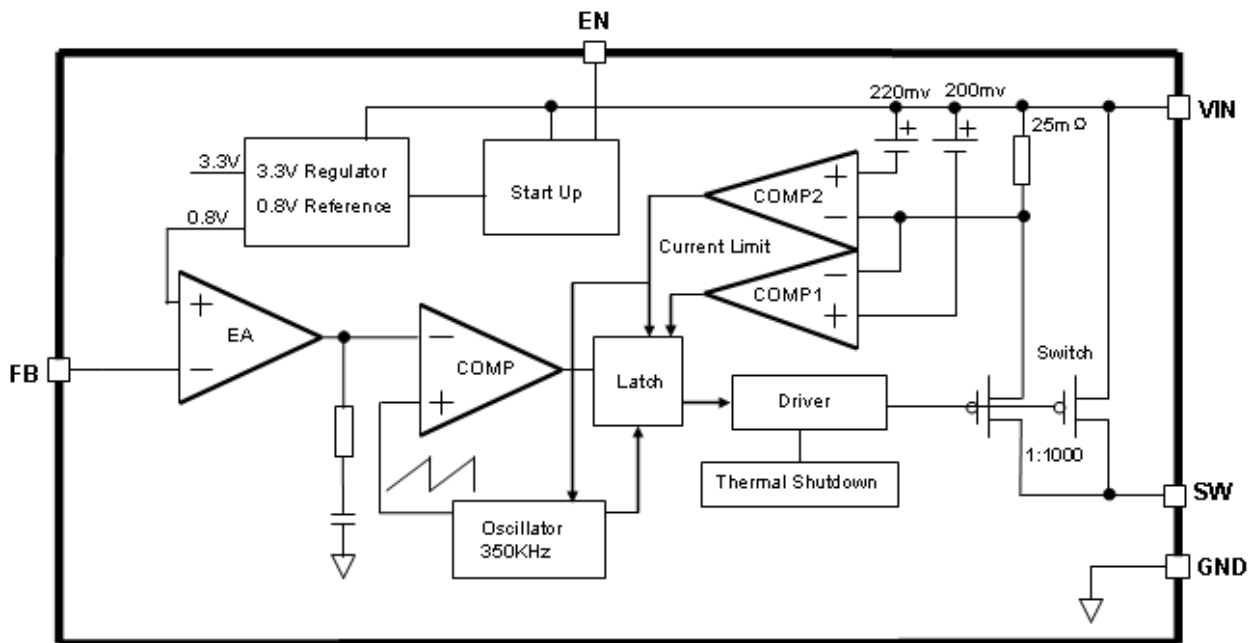 EN
220mv 200mv
VIN
25mΩ
3.3V
3.3V Regulator
0.8V Reference
Start Up
0.8V
+
+
+
−
COMP2
Current Limit
−
COMP1
+
+
EA
−
FB
−
COMP
+
Latch
Driver
Switch
1:1000
Thermal Shutdown
SW
Oscillator
350KHz
GND